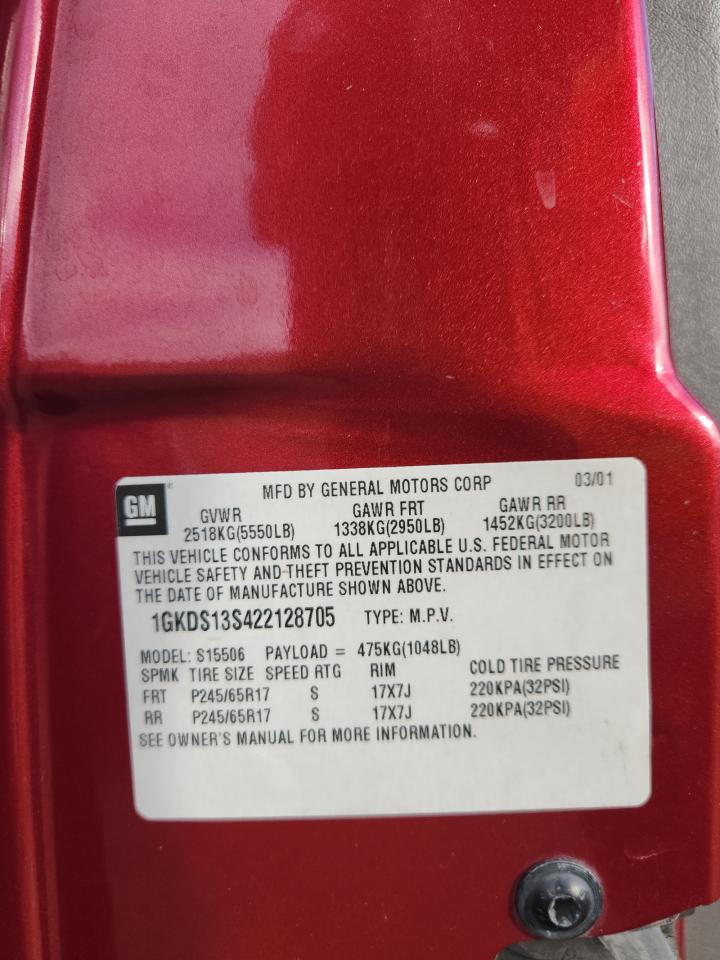 GM
MFD BY GENERAL MOTORS CORP 03/01
GVWR GAWR FRT GAWR RR
2518KG(5550LB) 1338KG(2950LB) 1452KG(3200LB)
THIS VEHICLE CONFORMS TO ALL APPLICABLE U.S. FEDERAL MOTOR
VEHICLE SAFETY AND THEFT PREVENTION STANDARDS IN EFFECT ON
THE DATE OF MANUFACTURE SHOWN ABOVE.
1GKDS13S422128705 TYPE: M.P.V.
MODEL: S15506 PAYLOAD = 475KG(1048LB)
SPMK TIRE SIZE SPEED RTG RIM COLD TIRE PRESSURE
FRT P245/65R17 S 17X7J 220KPA(32PSI)
RR P245/65R17 S 17X7J 220KPA(32PSI)
SEE OWNER'S MANUAL FOR MORE INFORMATION.